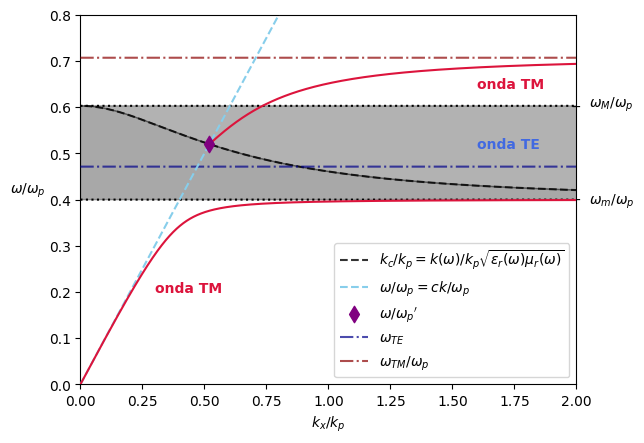 0.8
0.7
0.6
0.5
0.4
0.3
0.2
0.1
0.0
ω/ω_p
onda TM
ω_M/ω_p
onda TE
ω_m/ω_p
onda TM
k_c/k_p = k(ω)/k_p√ε_r(ω)μ_r(ω)
ω/ω_p = ck/ω_p
ω/ω_p′
ω_TE
ω_TM/ω_p
0.00 0.25 0.50 0.75 1.00 1.25 1.50 1.75 2.00
k_x/k_p